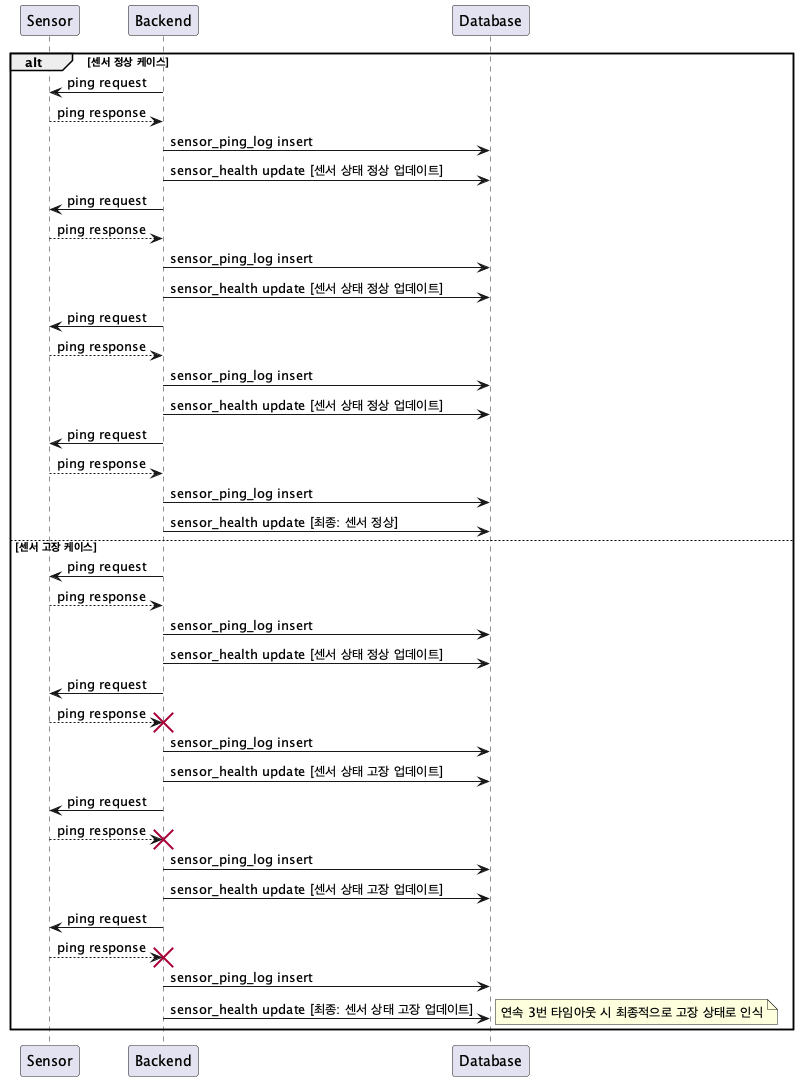 Sensor Backend Database
alt [센서 정상 케이스]
ping request
ping response
sensor_ping_log insert
sensor_health update [센서 상태 정상 업데이트]
ping request
ping response
sensor_ping_log insert
sensor_health update [센서 상태 정상 업데이트]
ping request
ping response
sensor_ping_log insert
sensor_health update [센서 상태 정상 업데이트]
ping request
ping response
sensor_ping_log insert
sensor_health update [최종: 센서 정상]
[센서 고장 케이스]
ping request
ping response
sensor_ping_log insert
sensor_health update [센서 상태 정상 업데이트]
ping request
ping response
sensor_ping_log insert
sensor_health update [센서 상태 고장 업데이트]
ping request
ping response
sensor_ping_log insert
sensor_health update [센서 상태 고장 업데이트]
ping request
ping response
sensor_ping_log insert
sensor_health update [최종: 센서 상태 고장 업데이트] 연속 3번 타임아웃 시 최종적으로 고장 상태로 인식
Sensor Backend Database